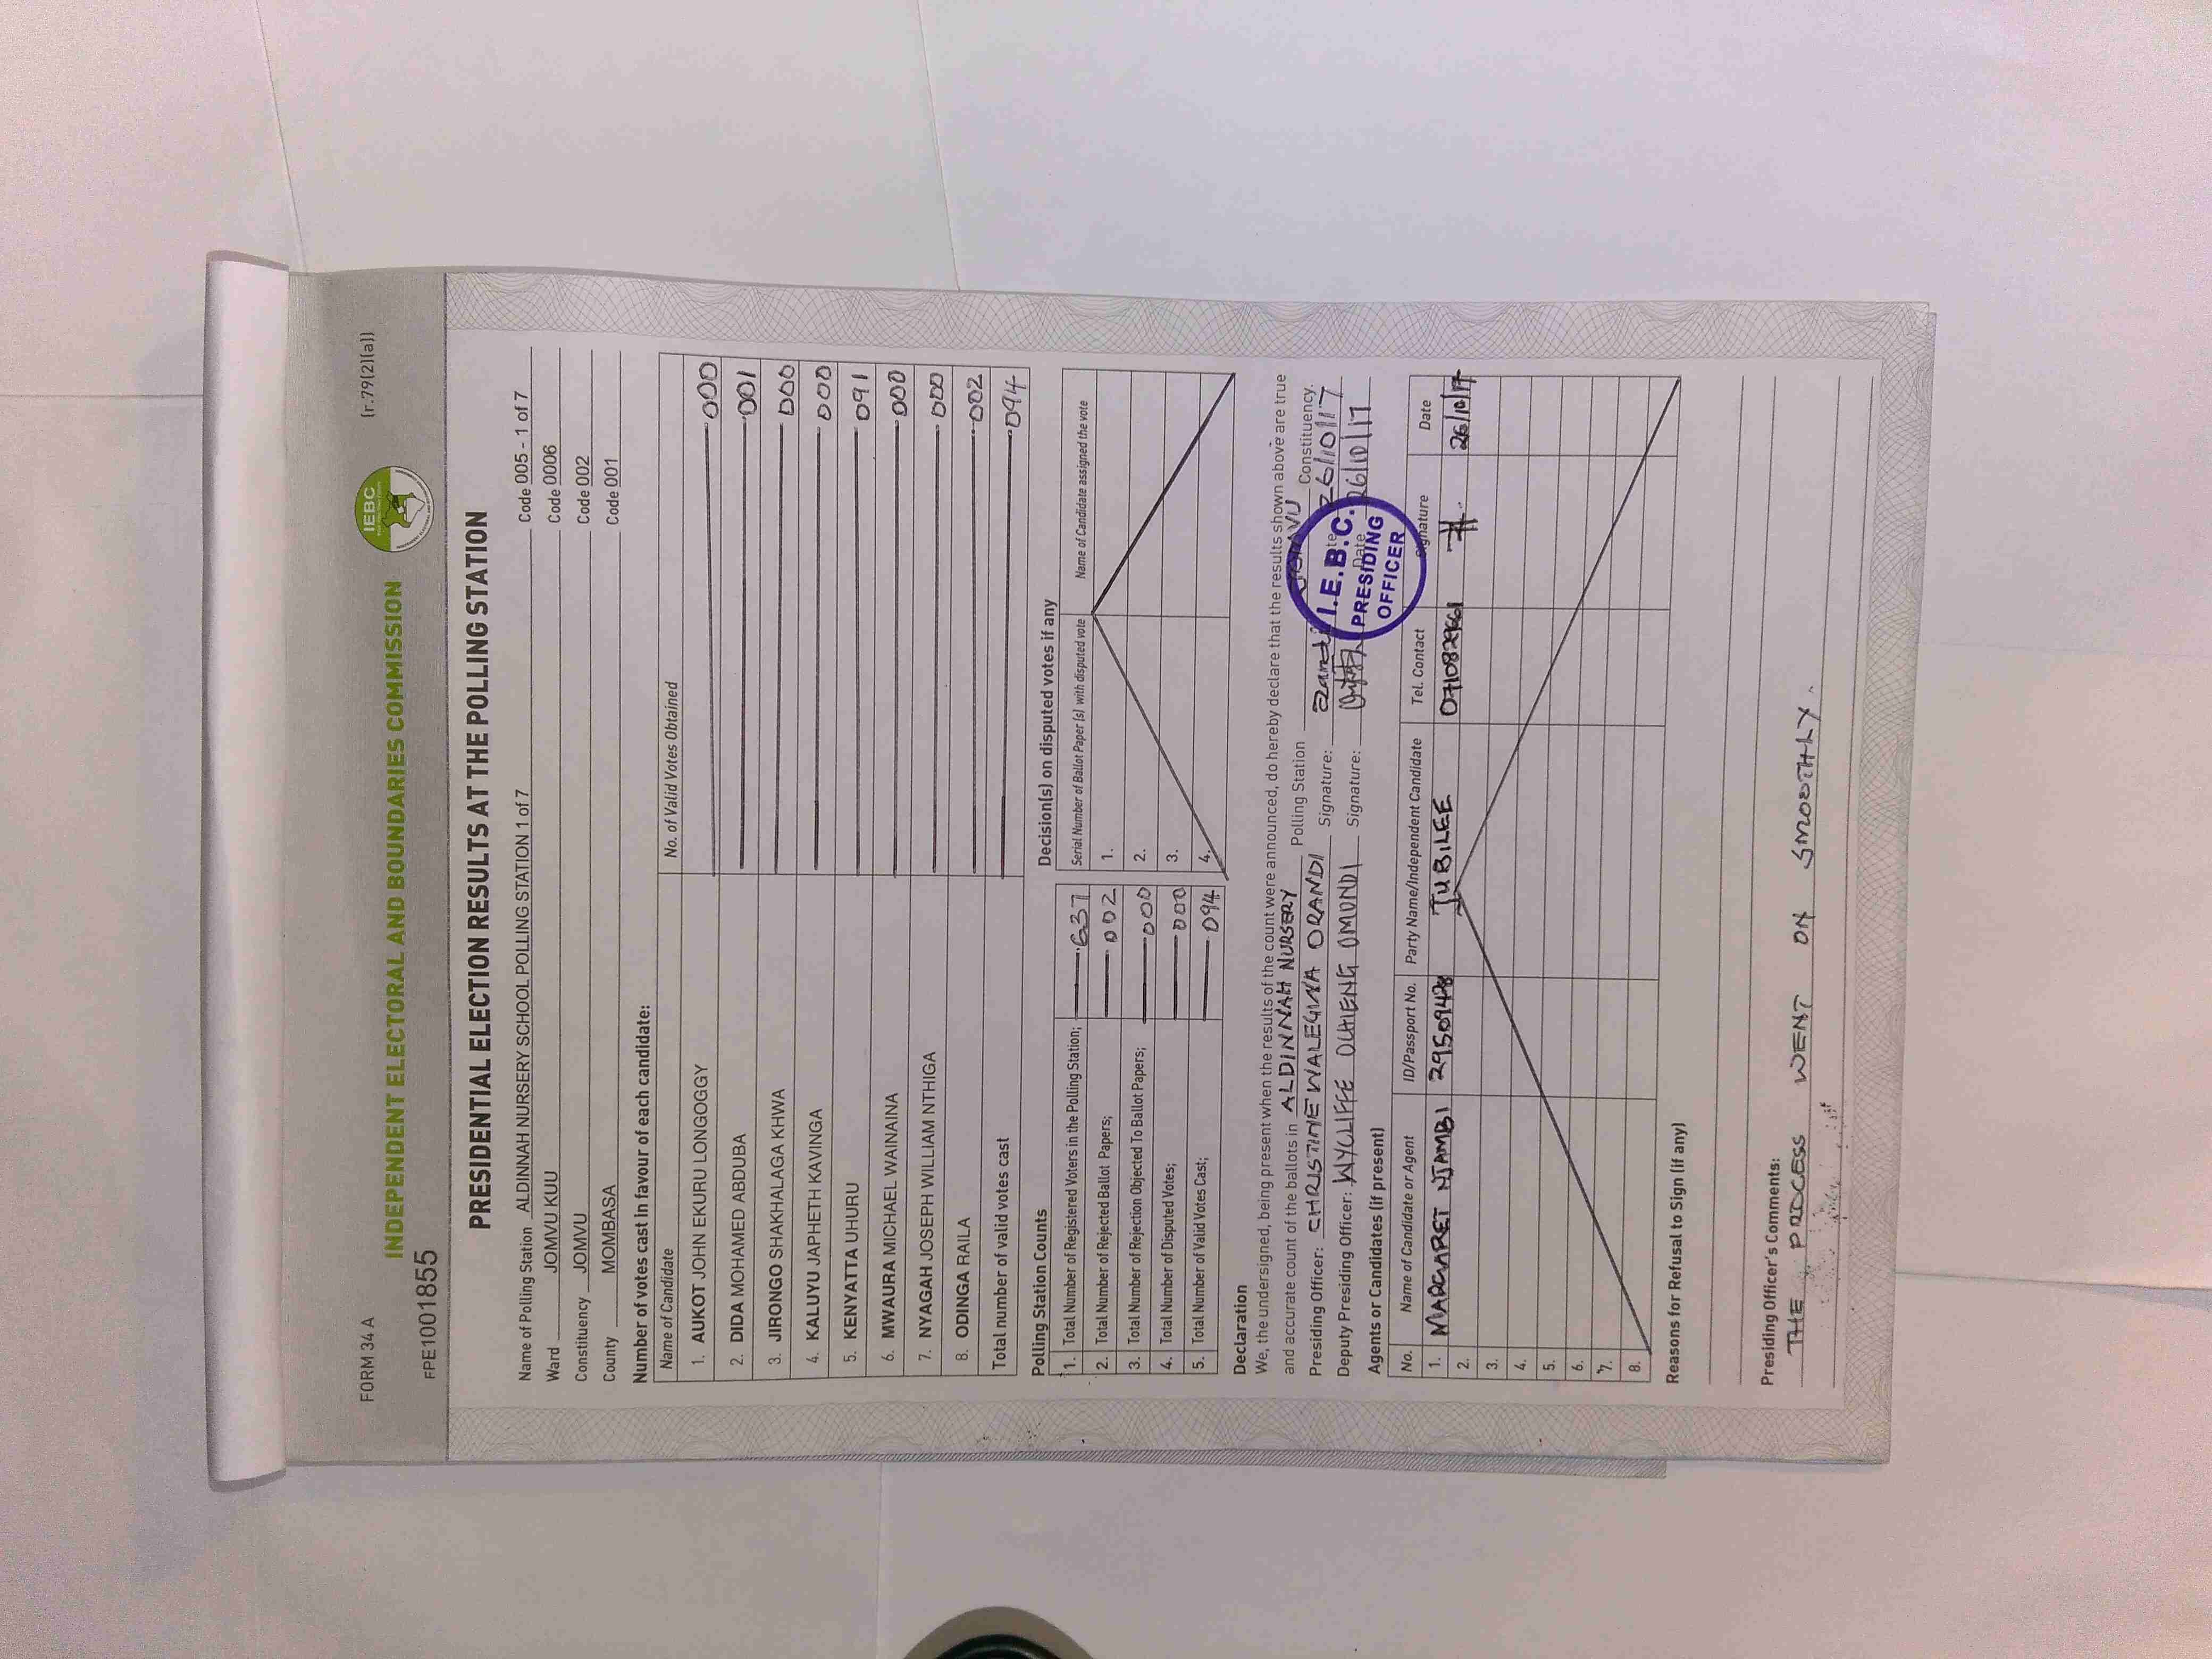 FORM 34 A
(r.79(2)(a))
IEBC
INDEPENDENT ELECTORAL AND BOUNDARIES COMMISSION
FPE1001855
PRESIDENTIAL ELECTION RESULTS AT THE POLLING STATION
Name of Polling Station ALDINNAH NURSERY SCHOOL POLLING STATION 1 of 7 Code 005 - 1 of 7
Ward JOMVU KUU Code 0006
Constituency JOMVU Code 002
County MOMBASA Code 001
Number of votes cast in favour of each candidate:
Name of Candidate No. of Valid Votes Obtained
1. AUKOT JOHN EKURU LONGOGGY 000
2. DIDA MOHAMED ABDUBA 001
3. JIRONGO SHAKHALAGA KHWA 000
4. KALUYU JAPHETH KAVINGA 000
5. KENYATTA UHURU 091
6. MWAURA MICHAEL WAINAINA 000
7. NYAGAH JOSEPH WILLIAM NTHIGA 000
8. ODINGA RAILA 002
Total number of valid votes cast 094
Polling Station Counts
1. Total Number of Registered Voters in the Polling Station; 637
2. Total Number of Rejected Ballot Papers; 002
3. Total Number of Rejection Objected To Ballot Papers; 000
4. Total Number of Disputed Votes; 000
5. Total Number of Valid Votes Cast; 094
Decision(s) on disputed votes if any
Serial Number of Ballot Paper (s) with disputed vote Name of Candidate assigned the vote
1.
2.
3.
4.
Declaration
We, the undersigned, being present when the results of the count were announced, do hereby declare that the results shown above are true
and accurate count of the ballots in ALDINNAH NURSERY Polling Station JOMVU Constituency.
Presiding Officer: CHRISTINE WALEGWA ORANDI Signature: Date 26/10/17
Deputy Presiding Officer: WYCLIFFE OCHIENG OMUNDI Signature: Date 26/10/17
I.E.B.C.
PRESIDING
OFFICER
Agents or Candidates (if present)
No. Name of Candidate or Agent ID/Passport No. Party Name/Independent Candidate Tel. Contact Signature Date
1. MARGARET NJAMBI 29509428 JUBILEE 26/10/17
2.
3.
4.
5.
6.
7.
8.
Reasons for Refusal to Sign (if any)
Presiding Officer's Comments:
THE PROCESS WENT ON SMOOTHLY.